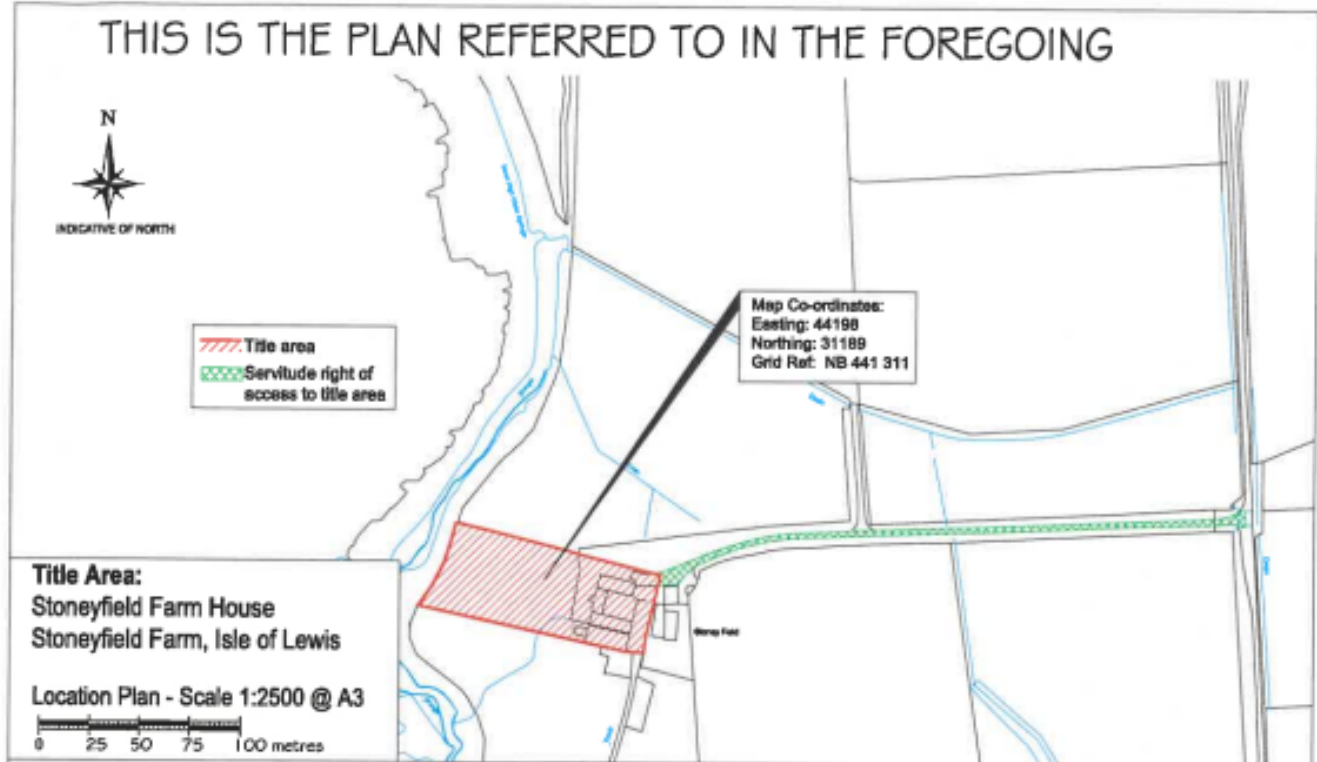 THIS IS THE PLAN REFERRED TO IN THE FOREGOING
N
INDICATIVE OF NORTH
Map Co-ordinates:
Easting: 44198
Northing: 31189
Grid Ref: NB 441 311
Title area
Servitude right of
access to title area
Stoney Field
Title Area:
Stoneyfield Farm House
Stoneyfield Farm, Isle of Lewis
Location Plan - Scale 1:2500 @ A3
0 25 50 75 100 metres